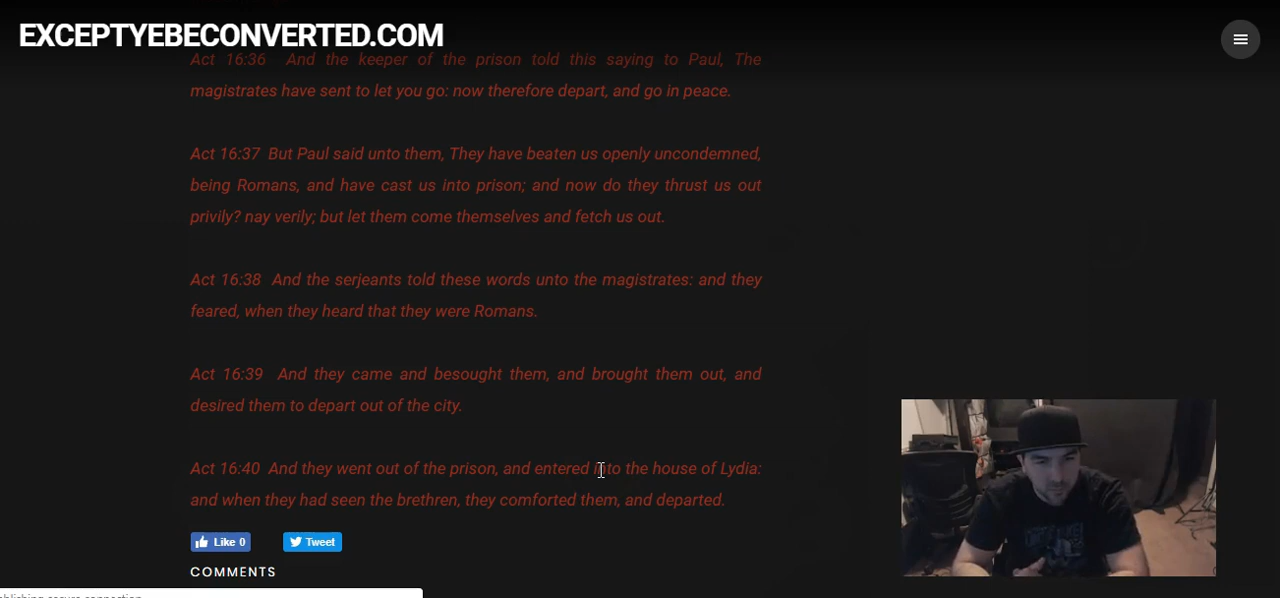 EXCEPTYEBECONVERTED.COM
Act 16:36 And the keeper of the prison told this saying to Paul, The
magistrates have sent to let you go: now therefore depart, and go in peace.
Act 16:37 But Paul said unto them, They have beaten us openly uncondemned,
being Romans, and have cast us into prison; and now do they thrust us out
privily? nay verily; but let them come themselves and fetch us out.
Act 16:38 And the serjeants told these words unto the magistrates: and they
feared, when they heard that they were Romans.
Act 16:39 And they came and besought them, and brought them out, and
desired them to depart out of the city.
Act 16:40 And they went out of the prison, and entered into the house of Lydia:
and when they had seen the brethren, they comforted them, and departed.
Like 0 Tweet
COMMENTS
secure connection